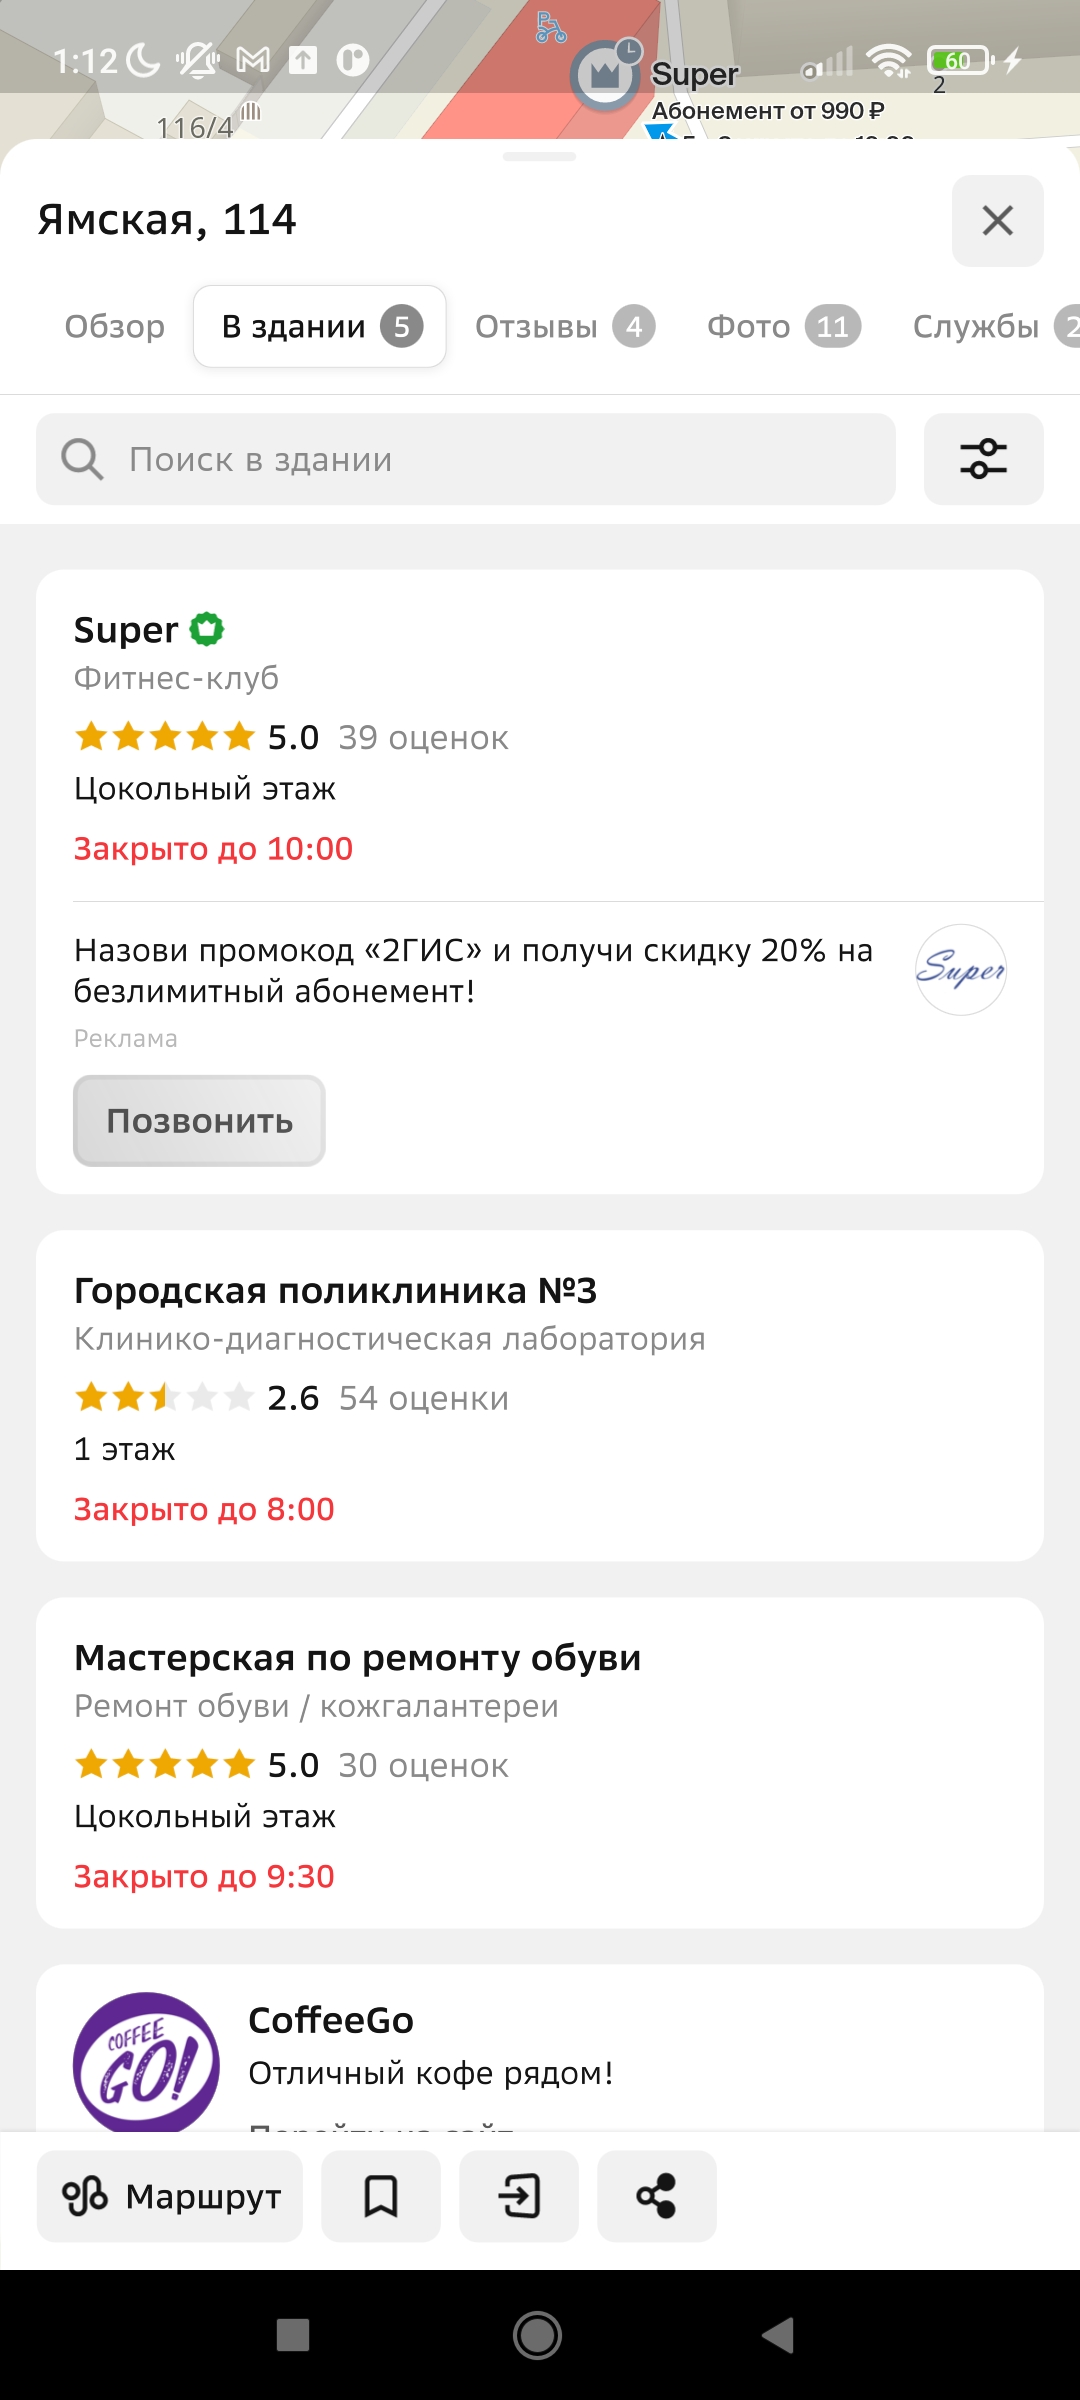 1:12
60
P
Super
2
Абонемент от 990 ₽
116/4
Ямская, 114
Обзор
В здании 5
Отзывы 4
Фото 11
Службы 2
Поиск в здании
Super
Фитнес-клуб
5.0 39 оценок
Цокольный этаж
Закрыто до 10:00
Назови промокод «2ГИС» и получи скидку 20% на
безлимитный абонемент!
Super
Реклама
Позвонить
Городская поликлиника №3
Клинико-диагностическая лаборатория
2.6 54 оценки
1 этаж
Закрыто до 8:00
Мастерская по ремонту обуви
Ремонт обуви / кожгалантереи
5.0 30 оценок
Цокольный этаж
Закрыто до 9:30
COFFEE
GO!
CoffeeGo
Отличный кофе рядом!
Перейти на сайт
Маршрут